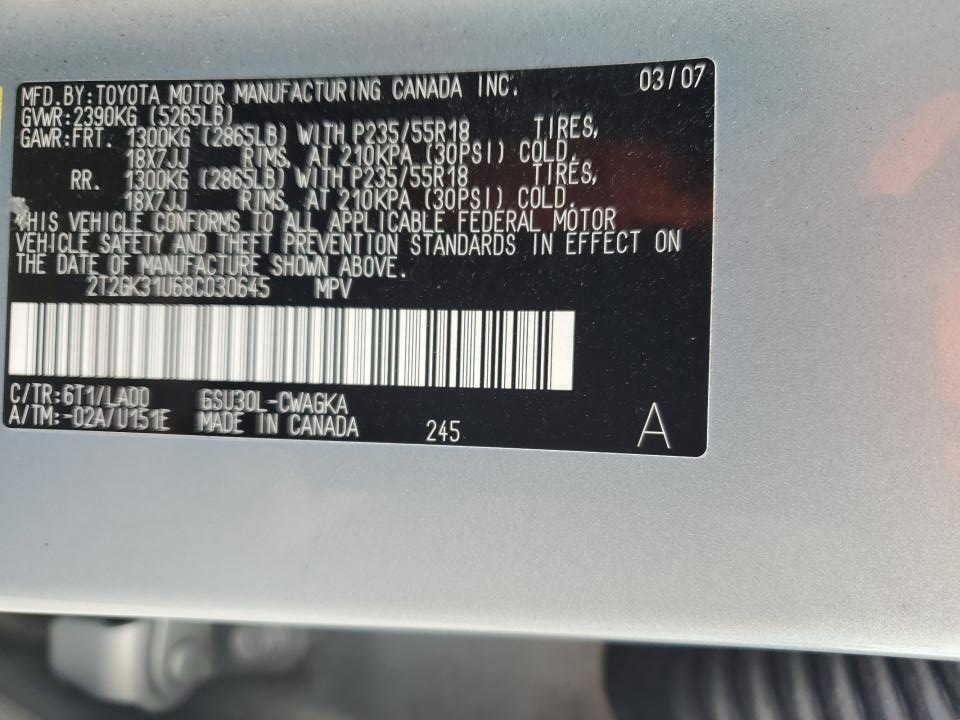 03/07
MFD.BY:TOYOTA MOTOR MANUFACTURING CANADA INC.
GVWR:2390KG (5265LB)
GAWR:FRT. 1300KG (2865LB) WITH P235/55R18 TIRES,
18X7JJ RIMS, AT 210KPA (30PSI) COLD.
RR. 1300KG (2865LB) WITH P235/55R18 TIRES,
18X7JJ RIMS, AT 210KPA (30PSI) COLD.
THIS VEHICLE CONFORMS TO ALL APPLICABLE FEDERAL MOTOR
VEHICLE SAFETY AND THEFT PREVENTION STANDARDS IN EFFECT ON
THE DATE OF MANUFACTURE SHOWN ABOVE.
2T2GK31U68C030645 MPV
C/TR:6T1/LA00 GSU30L-CWAGKA
A/TM:-02A/U151E MADE IN CANADA 245 A